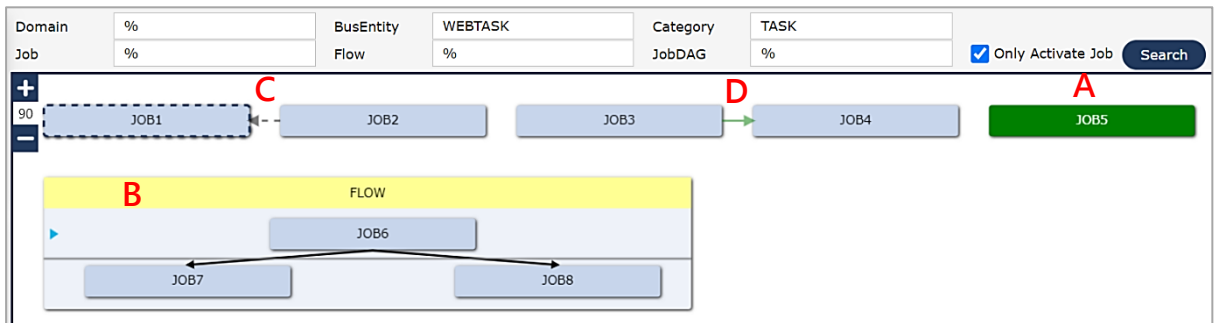 Domain % BusEntity WEBTASK Category TASK
Job % Flow % JobDAG % Only Activate Job Search
C D A
90 JOB1 JOB2 JOB3 JOB4 JOB5
B FLOW
JOB6
JOB7 JOB8